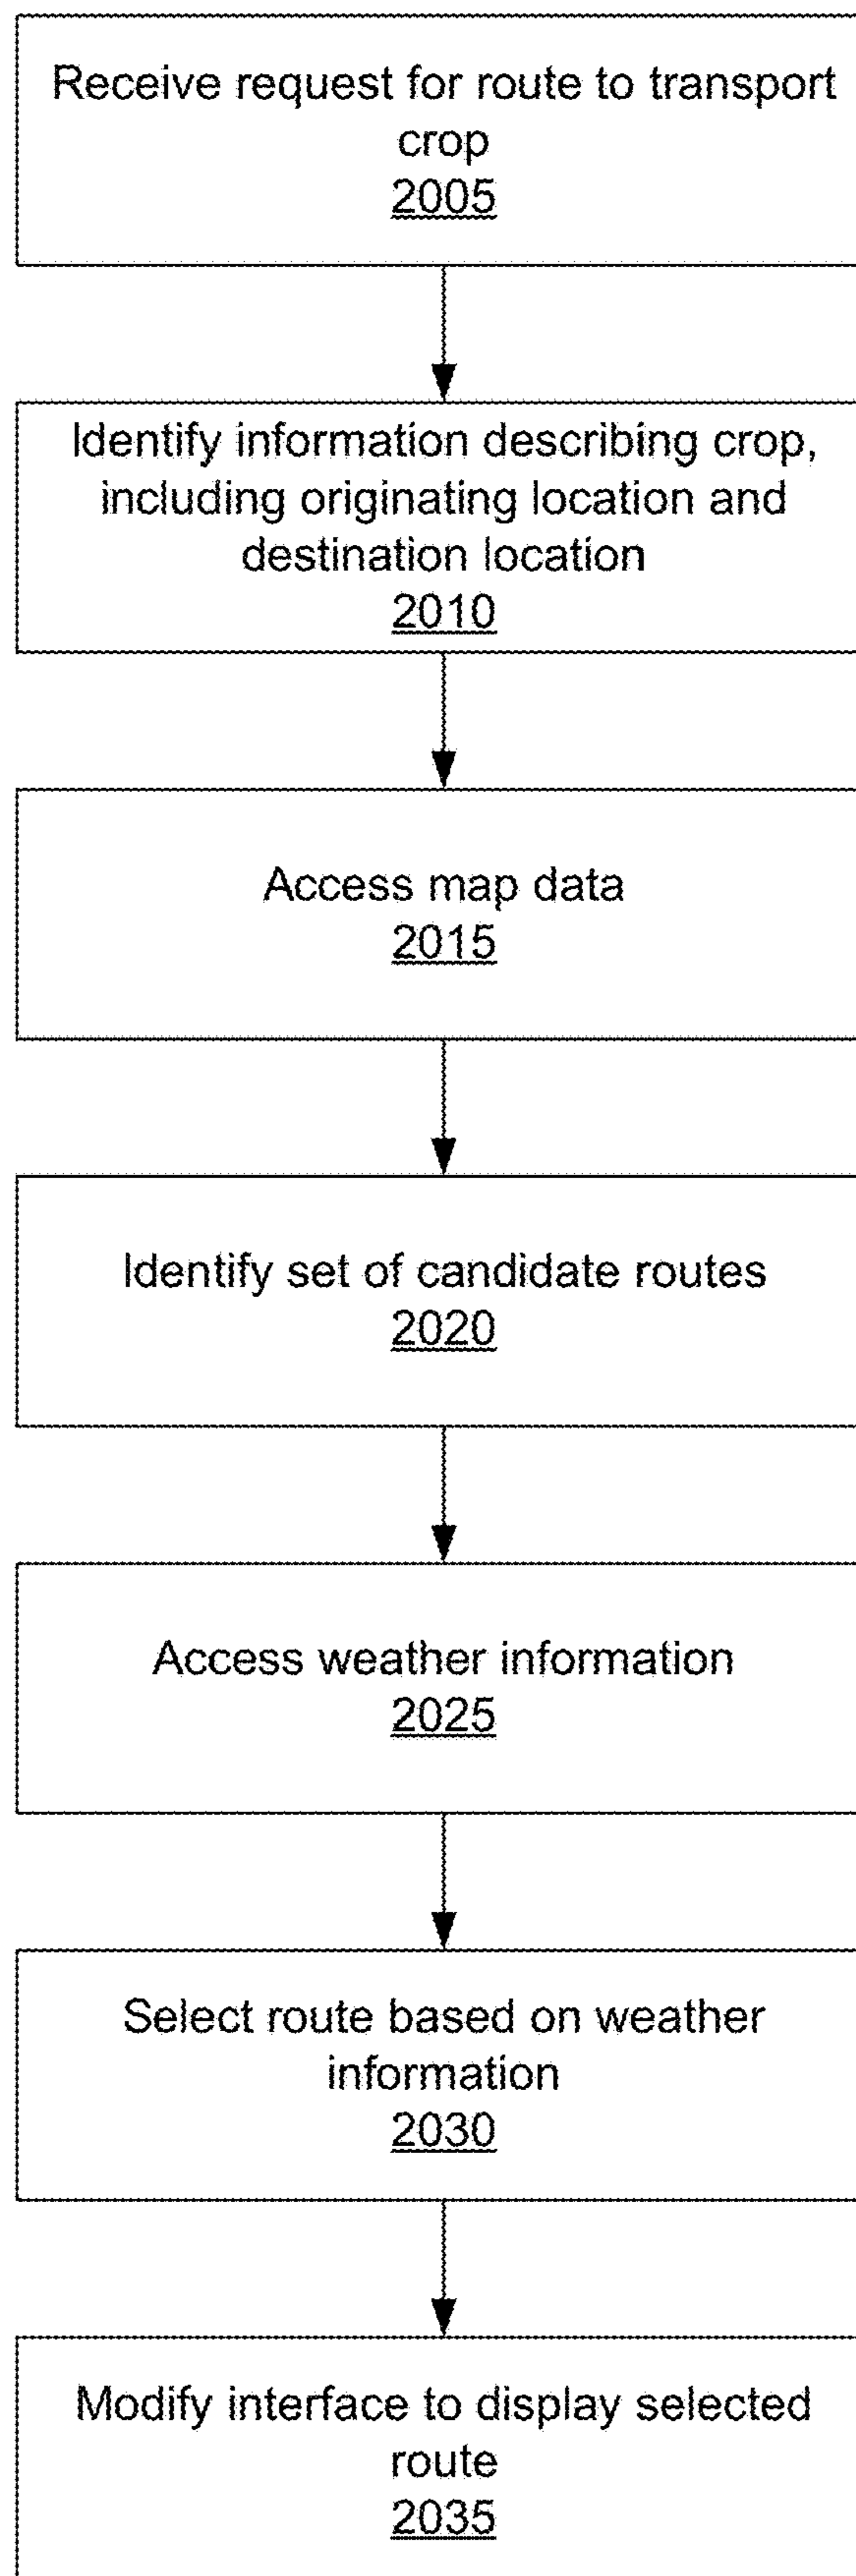 Receive request for route to transport
crop
2005
Identify information describing crop,
including originating location and
destination location
2010
Access map data
2015
Identify set of candidate routes
2020
Access weather information
2025
Select route based on weather
information
2030
Modify interface to display selected
route
2035